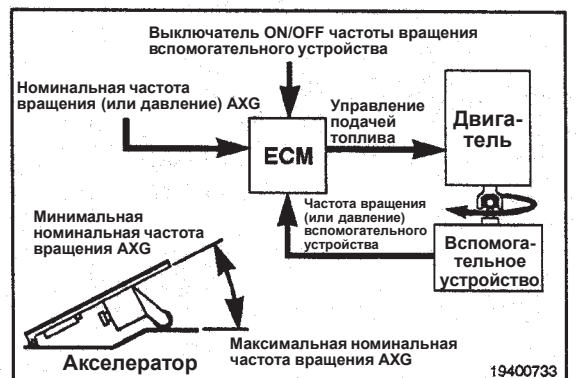 Выключатель ON/OFF частоты вращения
вспомогательного устройства
Номинальная частота
вращения (или давление) AXG
Управление
подачей
топлива
Двига-
тель
ECM
Частота вращения
(или давление)
вспомогательного
устройства
Вспомога-
тельное
устройство
Минимальная
номинальная частота
вращения AXG
Максимальная номинальная
частота вращения AXG
Акселератор
19400733